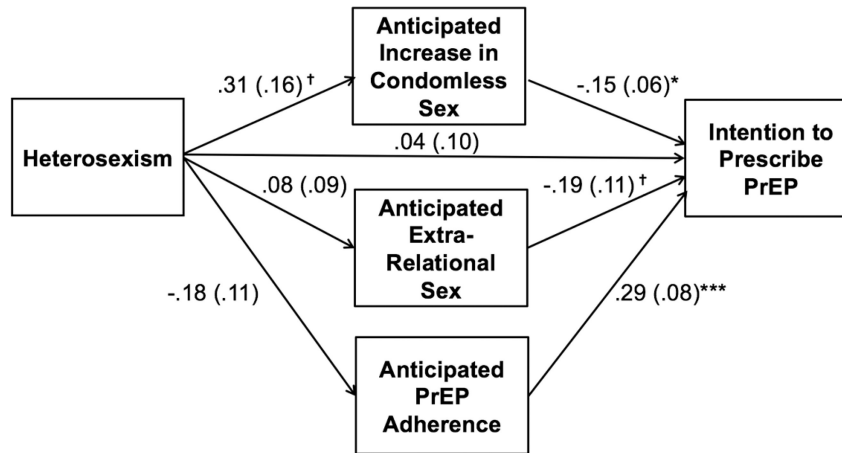 Anticipated
Increase in
Condomless
Sex
.31 (.16)†
-.15 (.06)*
Heterosexism
.04 (.10)
Intention to
Prescribe
PrEP
.08 (.09)
-.19 (.11)†
Anticipated
Extra-
Relational
Sex
-.18 (.11)
.29 (.08)***
Anticipated
PrEP
Adherence